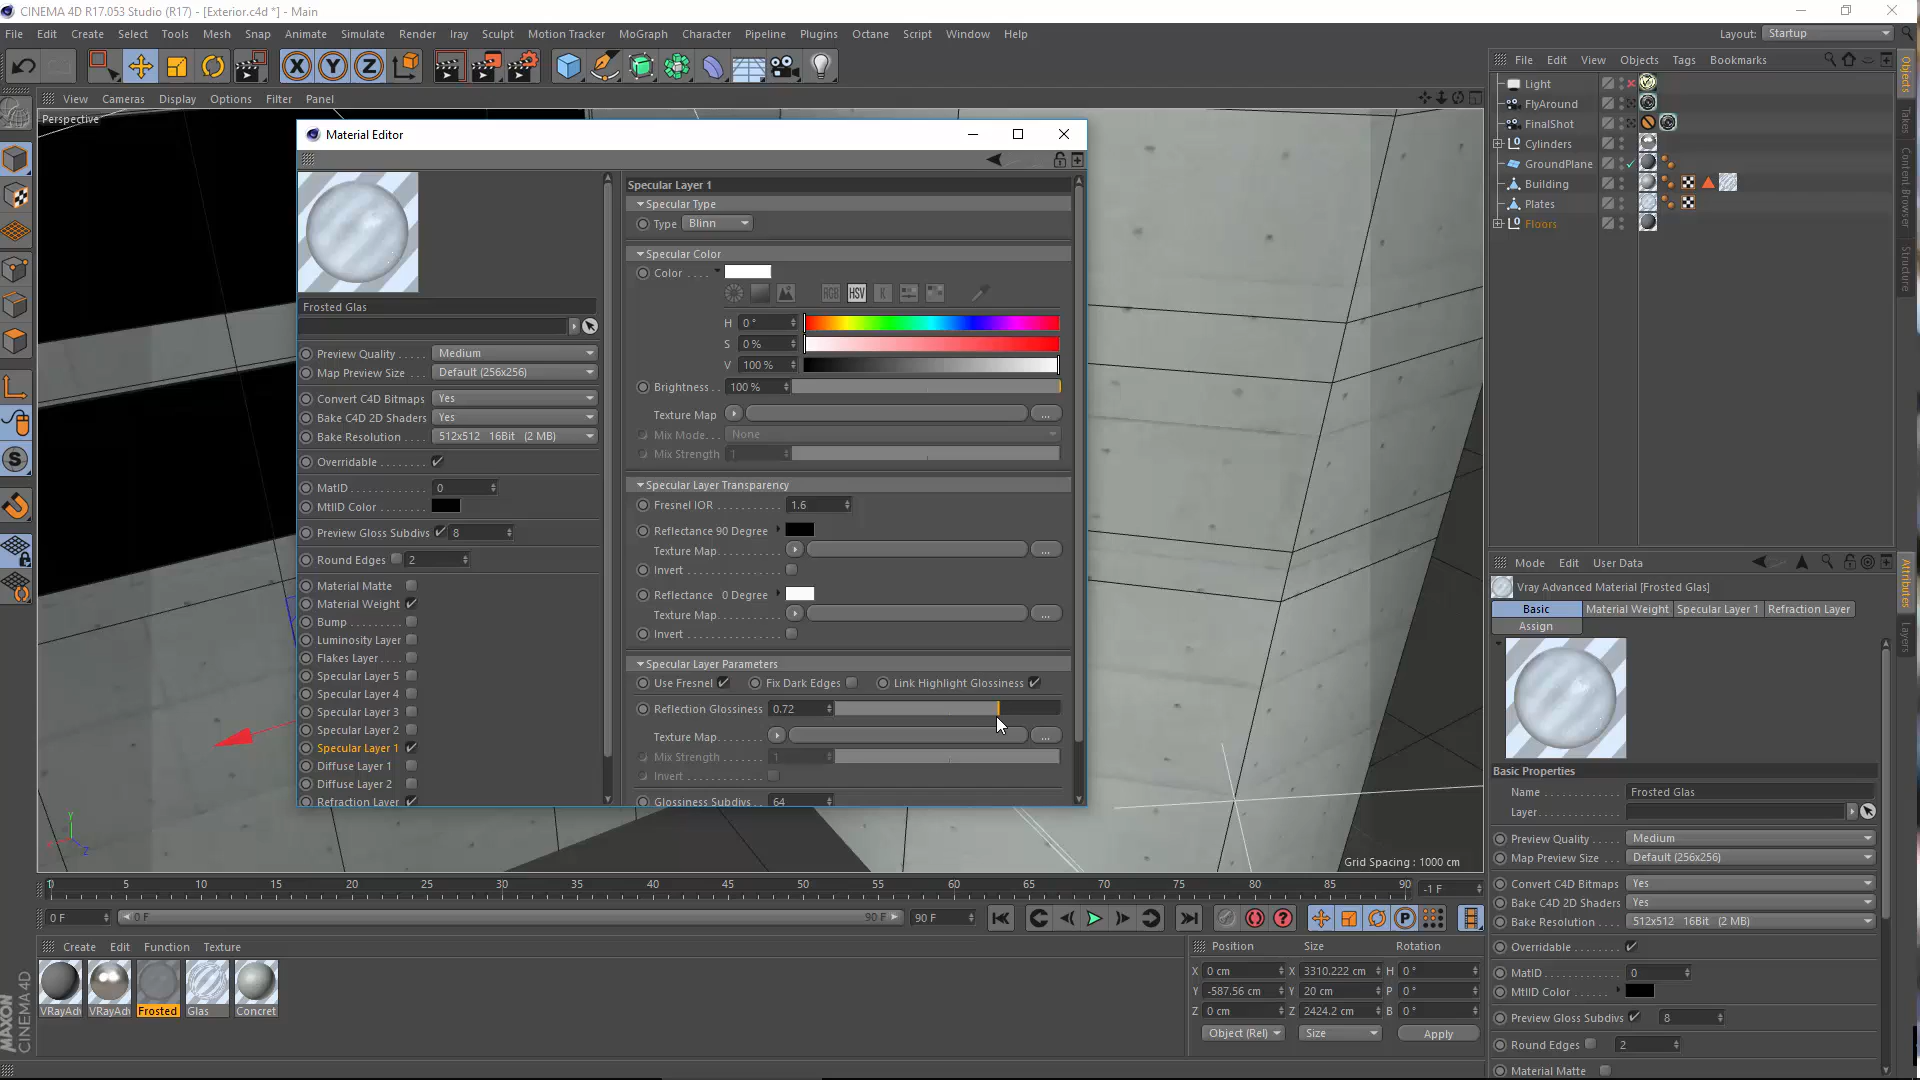 CINEMA 4D R17.053 Studio (R17) - [Exterior.c4d *] - Main
File Edit Create Select Tools Mesh Snap Animate Simulate Render Iray Sculpt Motion Tracker MoGraph Character Pipeline Plugins Octane Script Window Help Layout: Startup
View Cameras Display Options Filter Panel
Perspective
Material Editor
Frosted Glas
Preview Quality . . . . . Medium
Map Preview Size . . . Default (256x256)
Convert C4D Bitmaps Yes
Bake C4D 2D Shaders Yes
Bake Resolution . . . . 512x512 16Bit (2 MB)
Overridable . . . . . . . .
MatID . . . . . . . . . . . . 0
MtlID Color . . . . . . . .
Preview Gloss Subdivs 8
Round Edges 2
Material Matte
Material Weight
Bump . . . . . . . .
Luminosity Layer
Flakes Layer . . . .
Specular Layer 5
Specular Layer 4
Specular Layer 3
Specular Layer 2
Specular Layer 1
Diffuse Layer 1
Diffuse Layer 2
Refraction Layer
Specular Layer 1
Specular Type
Type Blinn
Specular Color
Color . . . .
RGB HSV K
H 0 °
S 0 %
V 100 %
Brightness . . 100 %
Texture Map ...
Mix Mode. . . None
Mix Strength 1
Specular Layer Transparency
Fresnel IOR . . . . . . . . . 1.6
Reflectance 90 Degree
Texture Map. . . . . . . . . ...
Invert . . . . . . . . . . . . . .
Reflectance 0 Degree
Texture Map. . . . . . . . . ...
Invert . . . . . . . . . . . . . .
Specular Layer Parameters
Use Fresnel Fix Dark Edges Link Highlight Glossiness
Reflection Glossiness 0.72
Texture Map. . . . . . . ...
Mix Strength . . . . . . . 1
Invert . . . . . . . . . . . .
Glossiness Subdivs . . 64
Grid Spacing : 1000 cm
0 5 10 15 20 25 30 35 40 45 50 55 60 65 70 75 80 85 90 -1 F
0 F 0 F 90 F 90 F
Create Edit Function Texture
VRayAdv VRayAdv Frosted Glas Concret
MAXON CINEMA 4D
Position Size Rotation
X 0 cm X 3310.222 cm H 0 °
Y -587.56 cm Y 20 cm P 0 °
Z 0 cm Z 2424.2 cm B 0 °
Object (Rel) Size Apply
File Edit View Objects Tags Bookmarks
Light
FlyAround
FinalShot
Cylinders
GroundPlane
Building
Plates
Floors
Objects
Takes
Content Browser
Structure
Mode Edit User Data
Vray Advanced Material [Frosted Glas]
Basic Material Weight Specular Layer 1 Refraction Layer
Assign
Basic Properties
Name . . . . . . . . . . . . Frosted Glas
Layer. . . . . . . . . . . . .
Preview Quality . . . . . Medium
Map Preview Size . . . Default (256x256)
Convert C4D Bitmaps Yes
Bake C4D 2D Shaders Yes
Bake Resolution . . . . 512x512 16Bit (2 MB)
Overridable . . . . . . . .
MatID . . . . . . . . . . . . 0
MtlID Color . . . . . . .
Preview Gloss Subdivs 8
Round Edges 2
Material Matte
Attributes
Layers